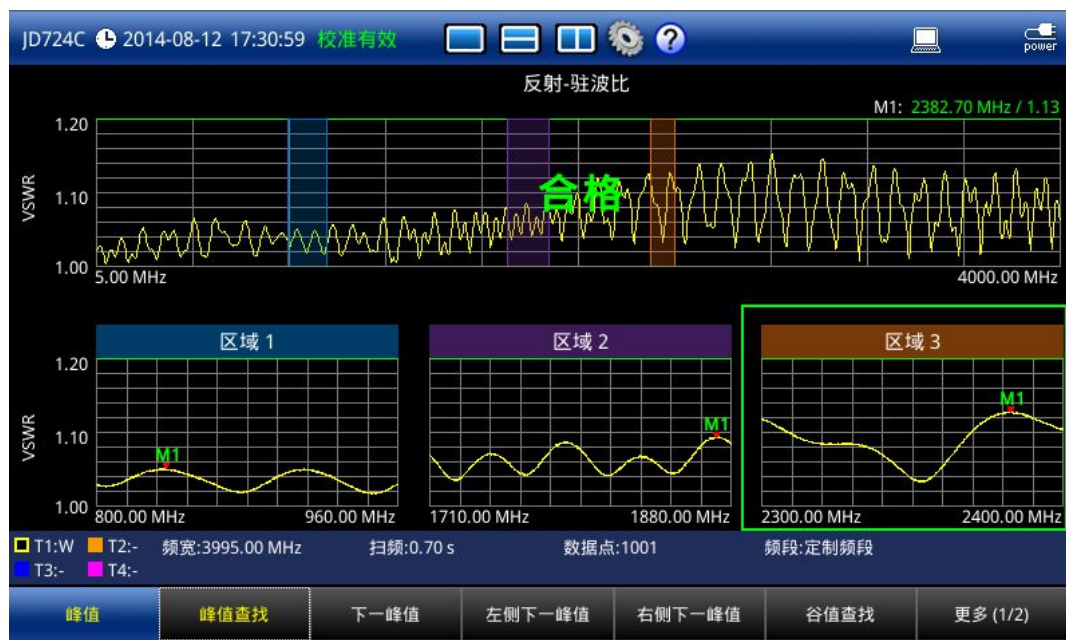 JD724C 2014-08-12 17:30:59 校准有效 ? power
反射-驻波比
M1: 2382.70 MHz / 1.13
1.20
VSWR
1.10
合格
1.00
5.00 MHz 4000.00 MHz
区域 1 区域 2 区域 3
1.20
VSWR
1.10
M1 M1 M1
1.00
800.00 MHz 960.00 MHz 1710.00 MHz 1880.00 MHz 2300.00 MHz 2400.00 MHz
T1:W T2:- 频宽:3995.00 MHz 扫频:0.70 s 数据点:1001 频段:定制频段
T3:- T4:-
峰值 峰值查找 下一峰值 左侧下一峰值 右侧下一峰值 谷值查找 更多 (1/2)